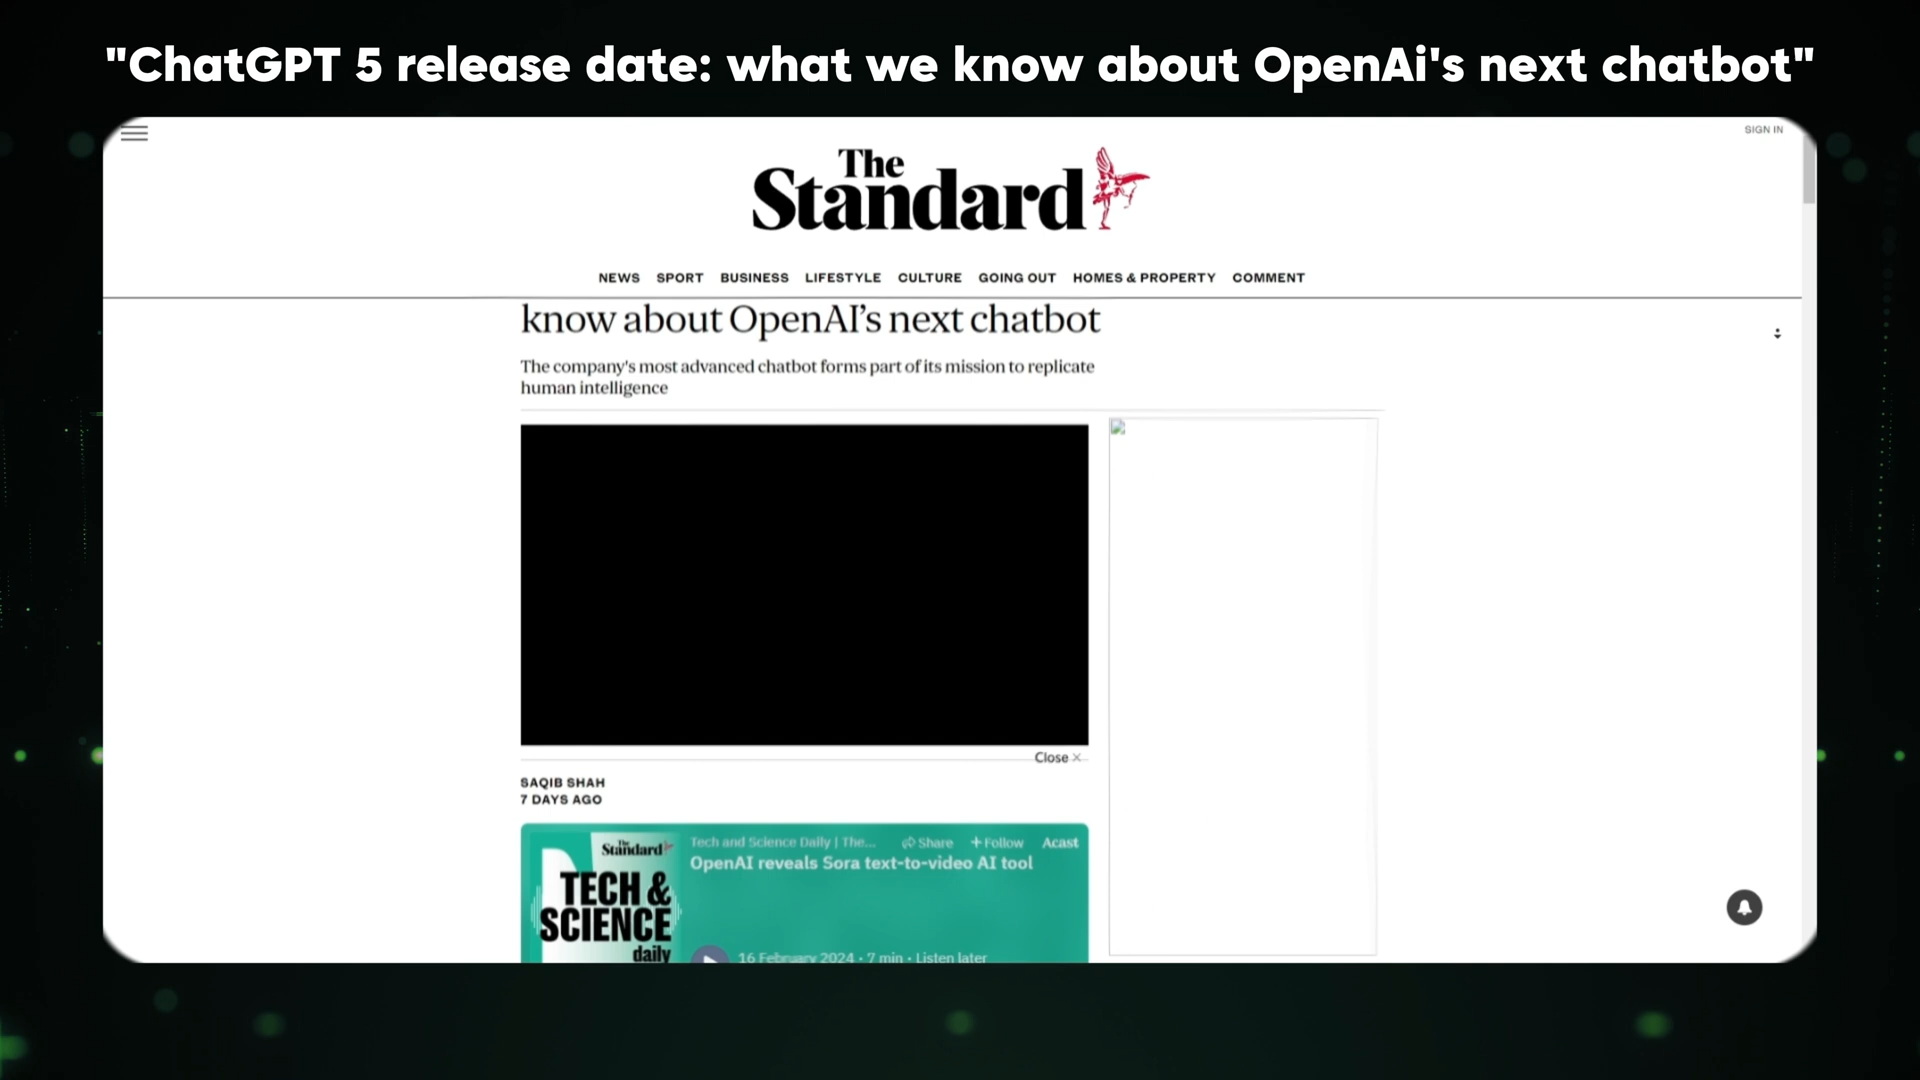 "ChatGPT 5 release date: what we know about OpenAi's next chatbot"
SIGN IN
The
Standard
NEWS SPORT BUSINESS LIFESTYLE CULTURE GOING OUT HOMES & PROPERTY COMMENT
know about OpenAI’s next chatbot
The company's most advanced chatbot forms part of its mission to replicate
human intelligence
Close ×
SAQIB SHAH
7 DAYS AGO
The
Standard
TECH &
SCIENCE
daily
Tech and Science Daily | The... Share +Follow Acast
OpenAI reveals Sora text-to-video AI tool
16 February 2024 · 7 min · Listen later